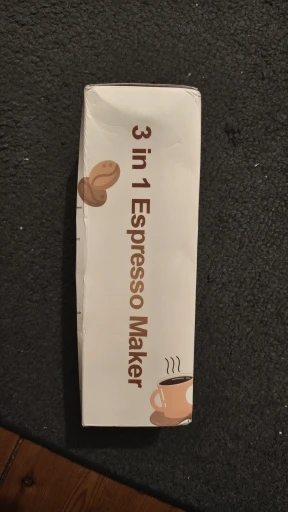 3 in 1 Espresso Maker